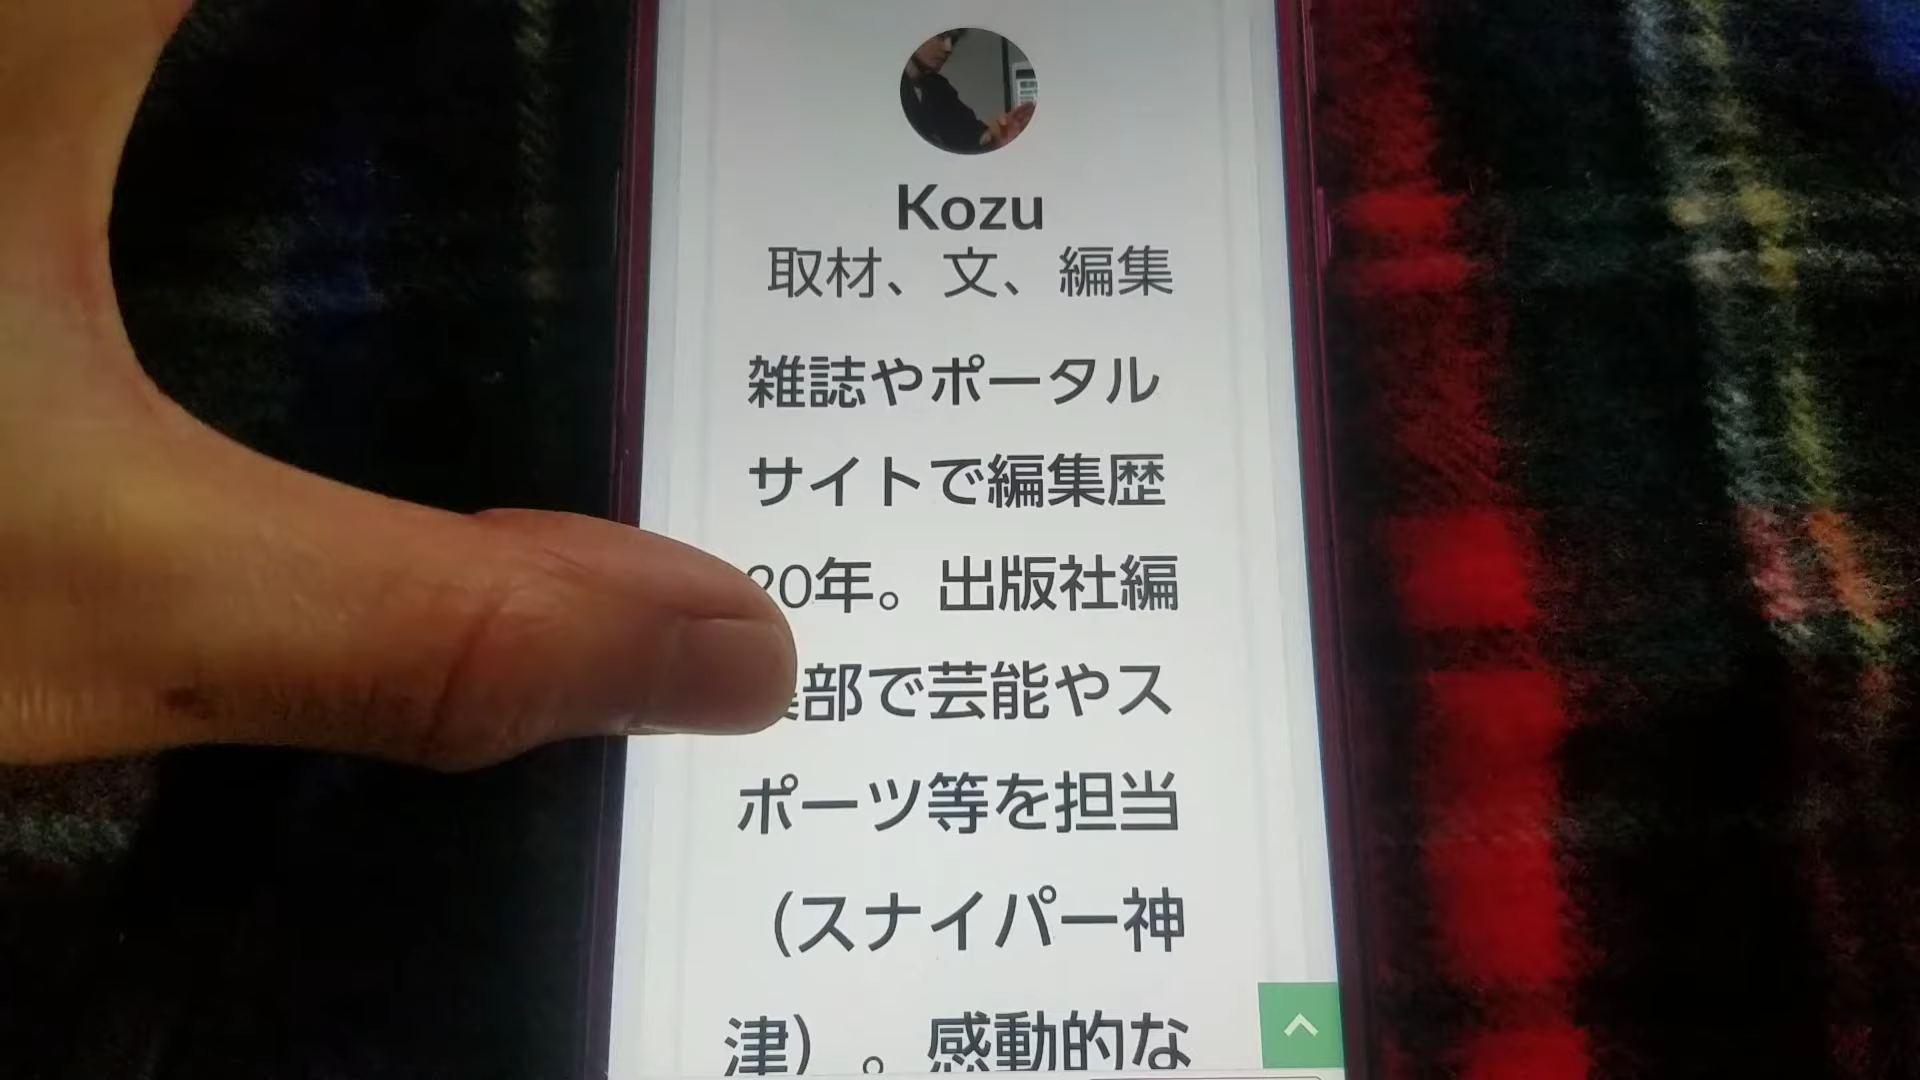 Kozu
取材、文、編集
雑誌やポータル
サイトで編集歴
20年。出版社編
部で芸能やス
ポーツ等を担当
(スナイパー神
津）。感動的な